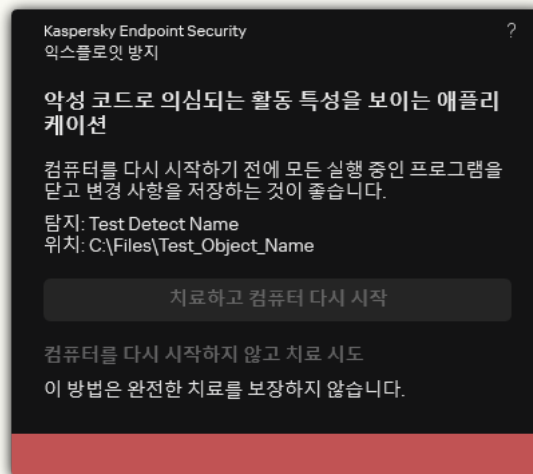 Kaspersky Endpoint Security
?
익스플로잇 방지
악성 코드로 의심되는 활동 특성을 보이는 애플리
케이션
컴퓨터를 다시 시작하기 전에 모든 실행 중인 프로그램을
닫고 변경 사항을 저장하는 것이 좋습니다.
탐지: Test Detect Name
위치: C:\Files\Test_Object_Name
치료하고 컴퓨터 다시 시작
컴퓨터를 다시 시작하지 않고 치료 시도
이 방법은 완전한 치료를 보장하지 않습니다.